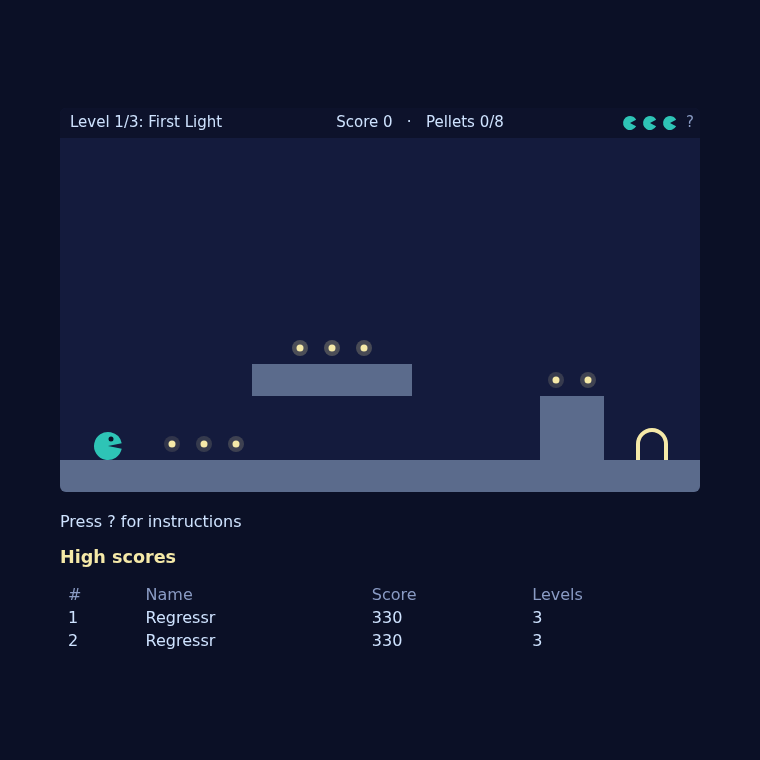 Level 1/3: First Light Score 0 · Pellets 0/8 ?
Press ? for instructions
High scores
# Name Score Levels
1 Regressr 330 3
2 Regressr 330 3